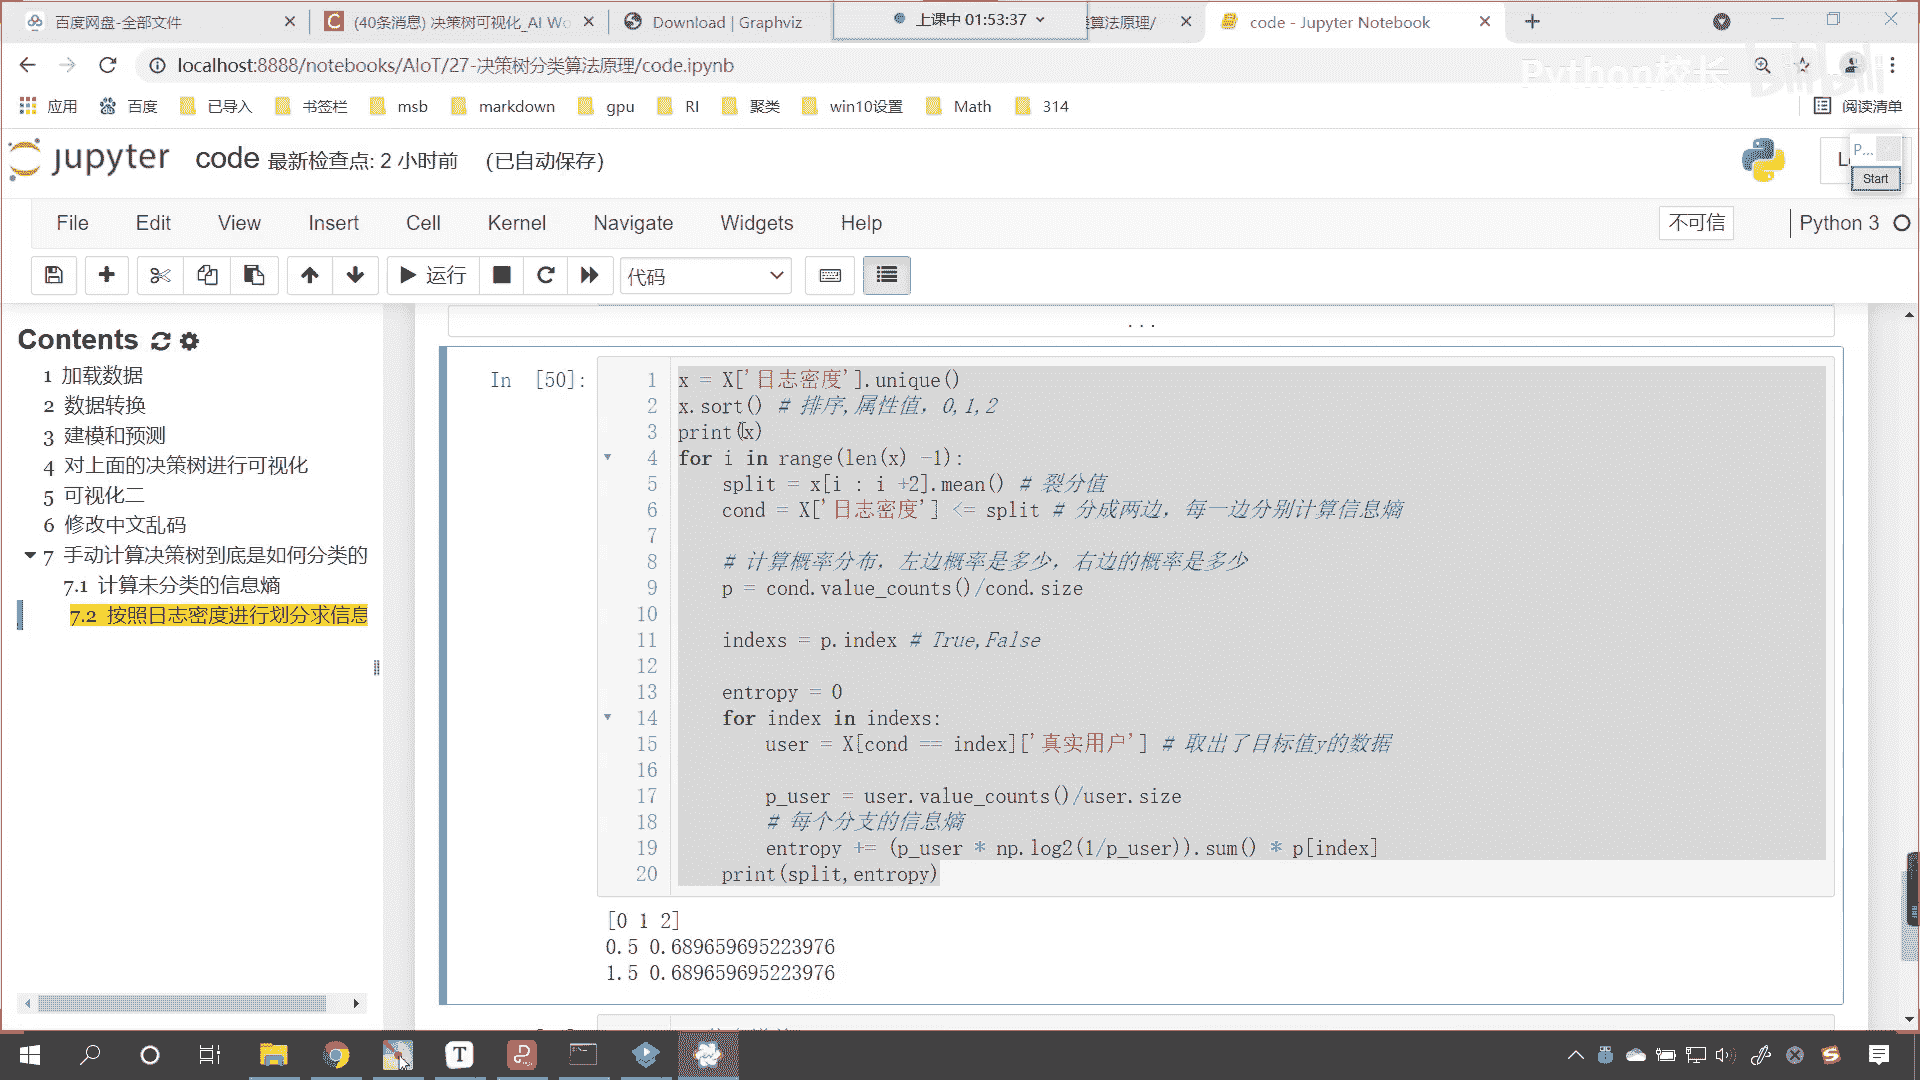 百度网盘-全部文件
(40条消息) 决策树可视化_AI Wo
Download | Graphviz
上课中 01:53:37
算法原理/
code - Jupyter Notebook
localhost:8888/notebooks/AIoT/27-决策树分类算法原理/code.ipynb
Python校长
bilibili
应用
百度
已导入
书签栏
msb
markdown
gpu
RI
聚类
win10设置
Math
314
阅读清单
jupyter
code 最新检查点: 2 小时前 (已自动保存)
P...
Start
File Edit View Insert Cell Kernel Navigate Widgets Help
不可信
Python 3
运行
代码
Contents
1 加载数据
2 数据转换
3 建模和预测
4 对上面的决策树进行可视化
5 可视化二
6 修改中文乱码
7 手动计算决策树到底是如何分类的
7.1 计算未分类的信息熵
7.2 按照日志密度进行划分求信息
...
In [50]:
1 x = X['日志密度'].unique()
2 x.sort() # 排序,属性值，0,1,2
3 print(x)
4 for i in range(len(x) -1):
5 split = x[i : i +2].mean() # 裂分值
6 cond = X['日志密度'] <= split # 分成两边，每一边分别计算信息熵
7
8 # 计算概率分布，左边概率是多少，右边的概率是多少
9 p = cond.value_counts()/cond.size
10
11 indexs = p.index # True,False
12
13 entropy = 0
14 for index in indexs:
15 user = X[cond == index]['真实用户'] # 取出了目标值y的数据
16
17 p_user = user.value_counts()/user.size
18 # 每个分支的信息熵
19 entropy += (p_user * np.log2(1/p_user)).sum() * p[index]
20 print(split,entropy)
[0 1 2]
0.5 0.689659695223976
1.5 0.689659695223976